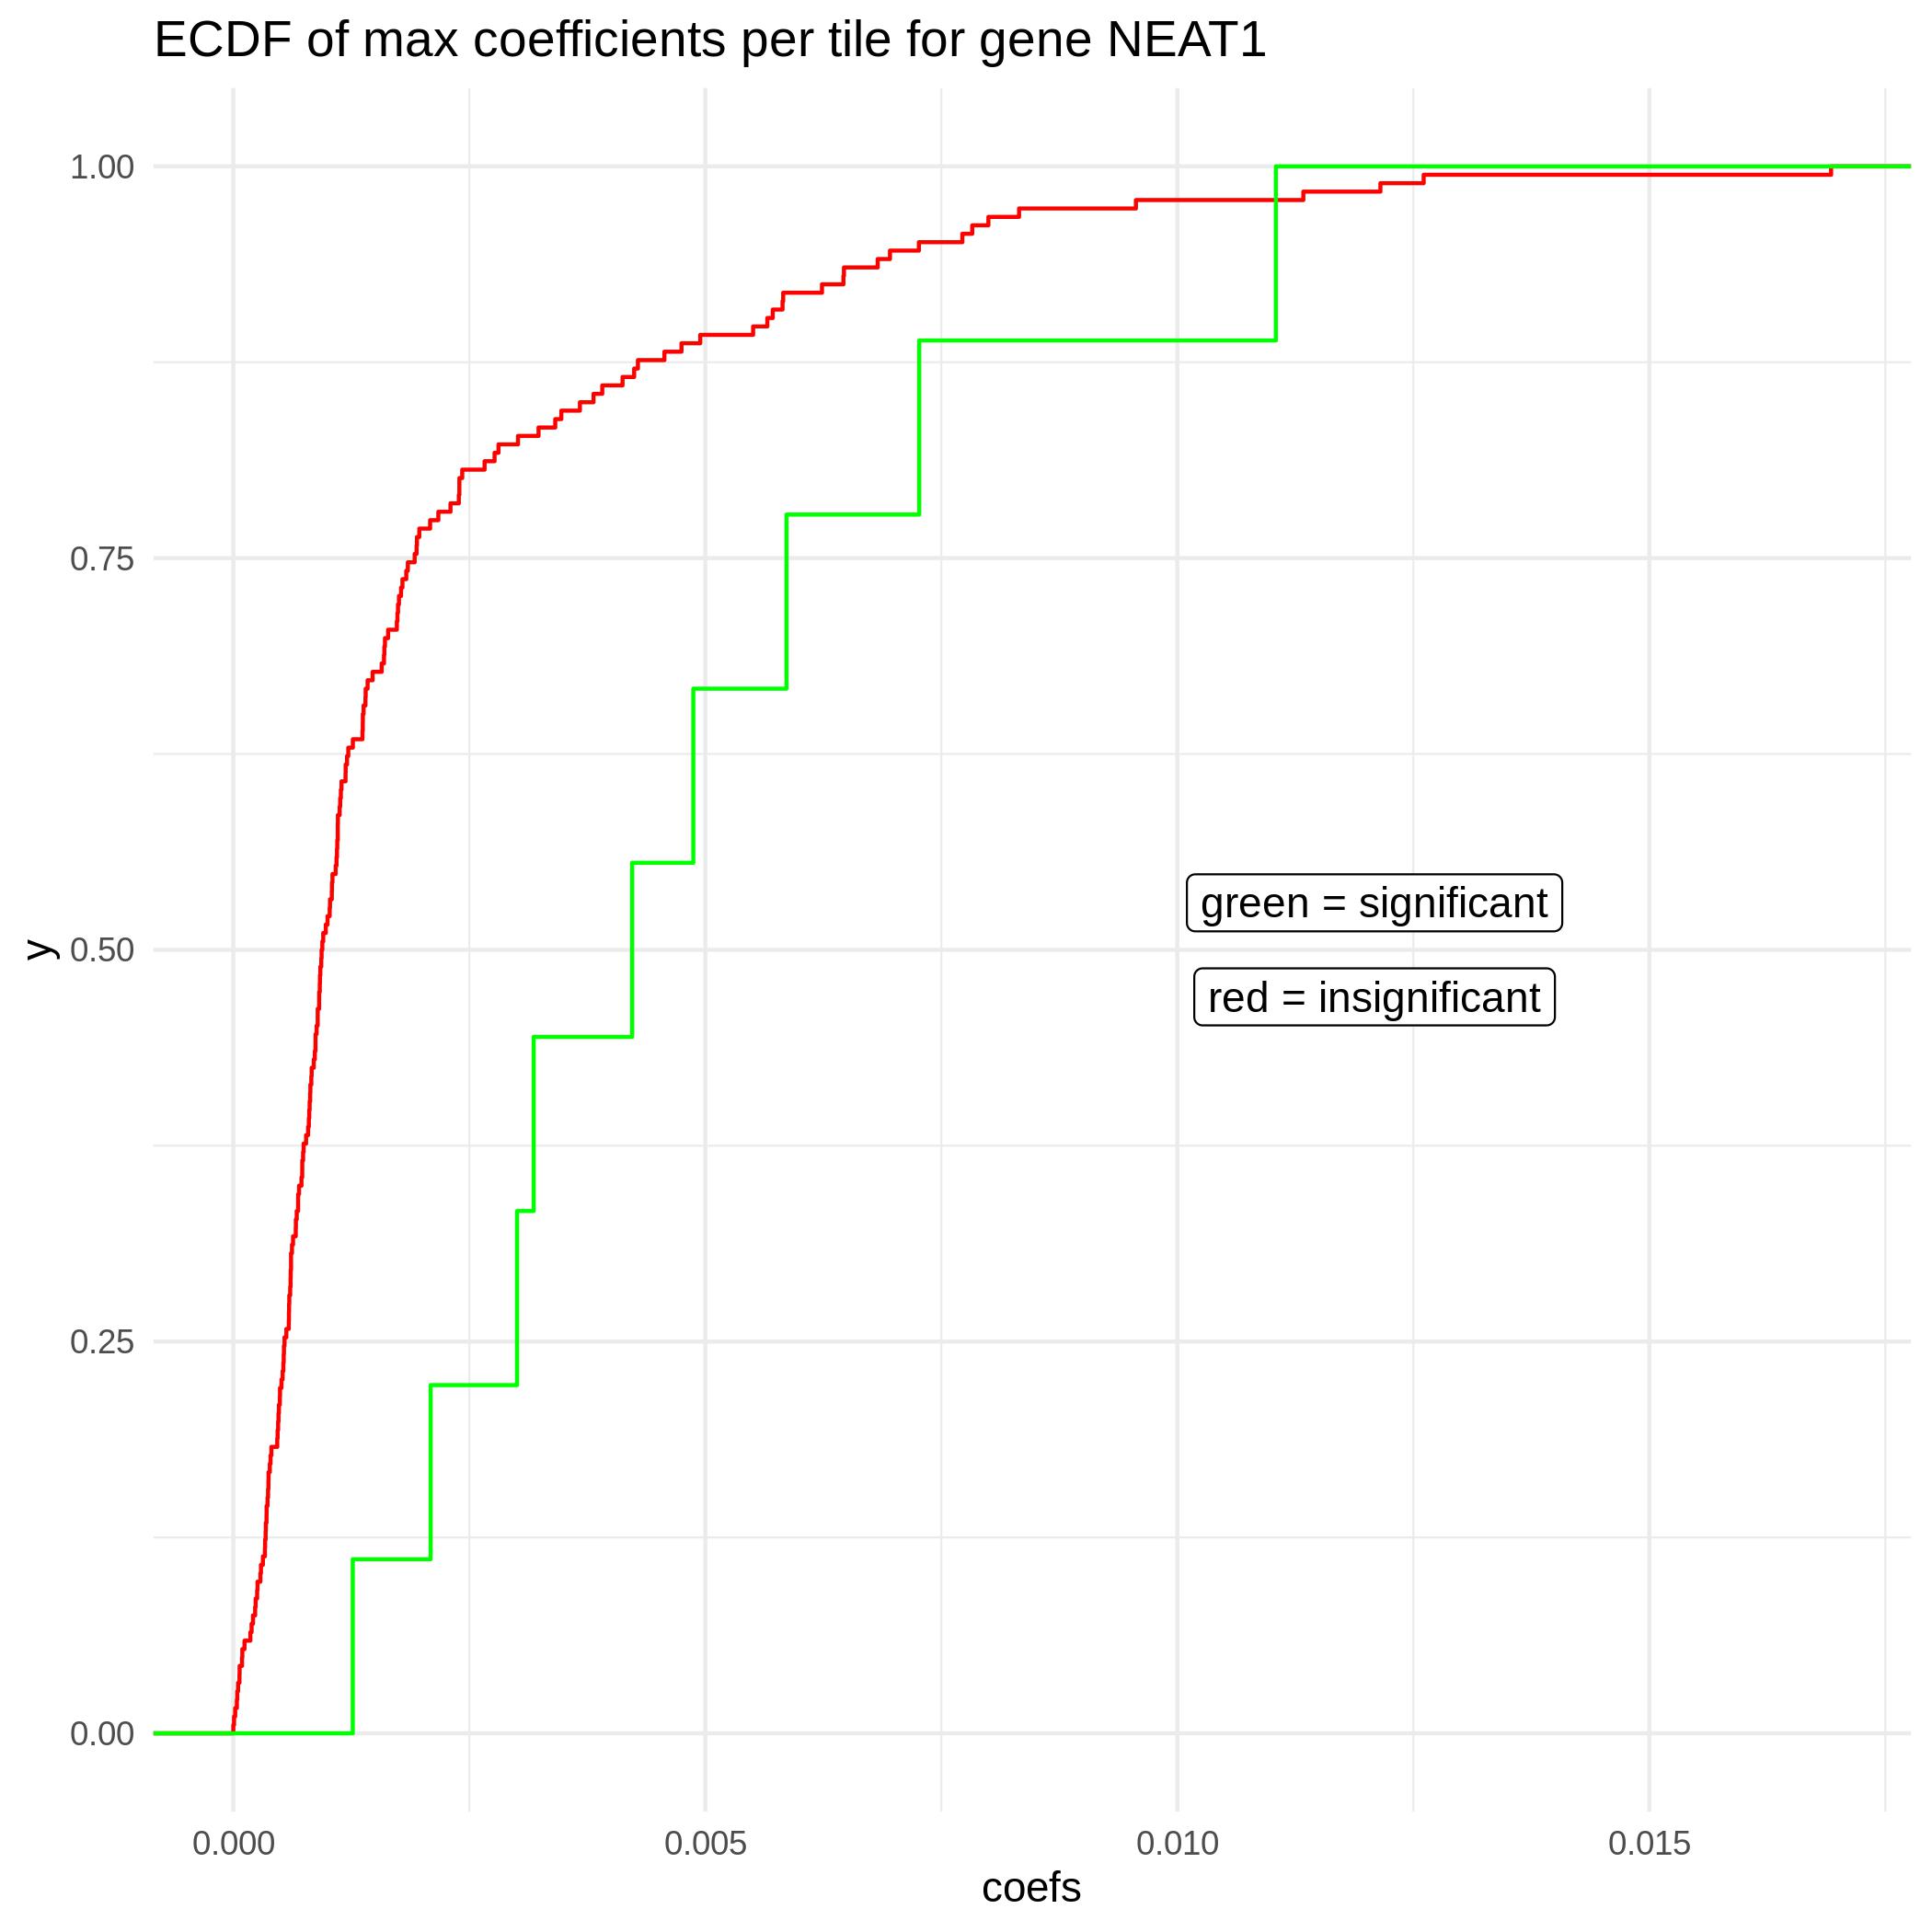 ECDF of max coefficients per tile for gene NEAT1
1.00
0.75
0.50
0.25
0.00
y
green = significant
red = insignificant
0.000 0.005 0.010 0.015
coefs